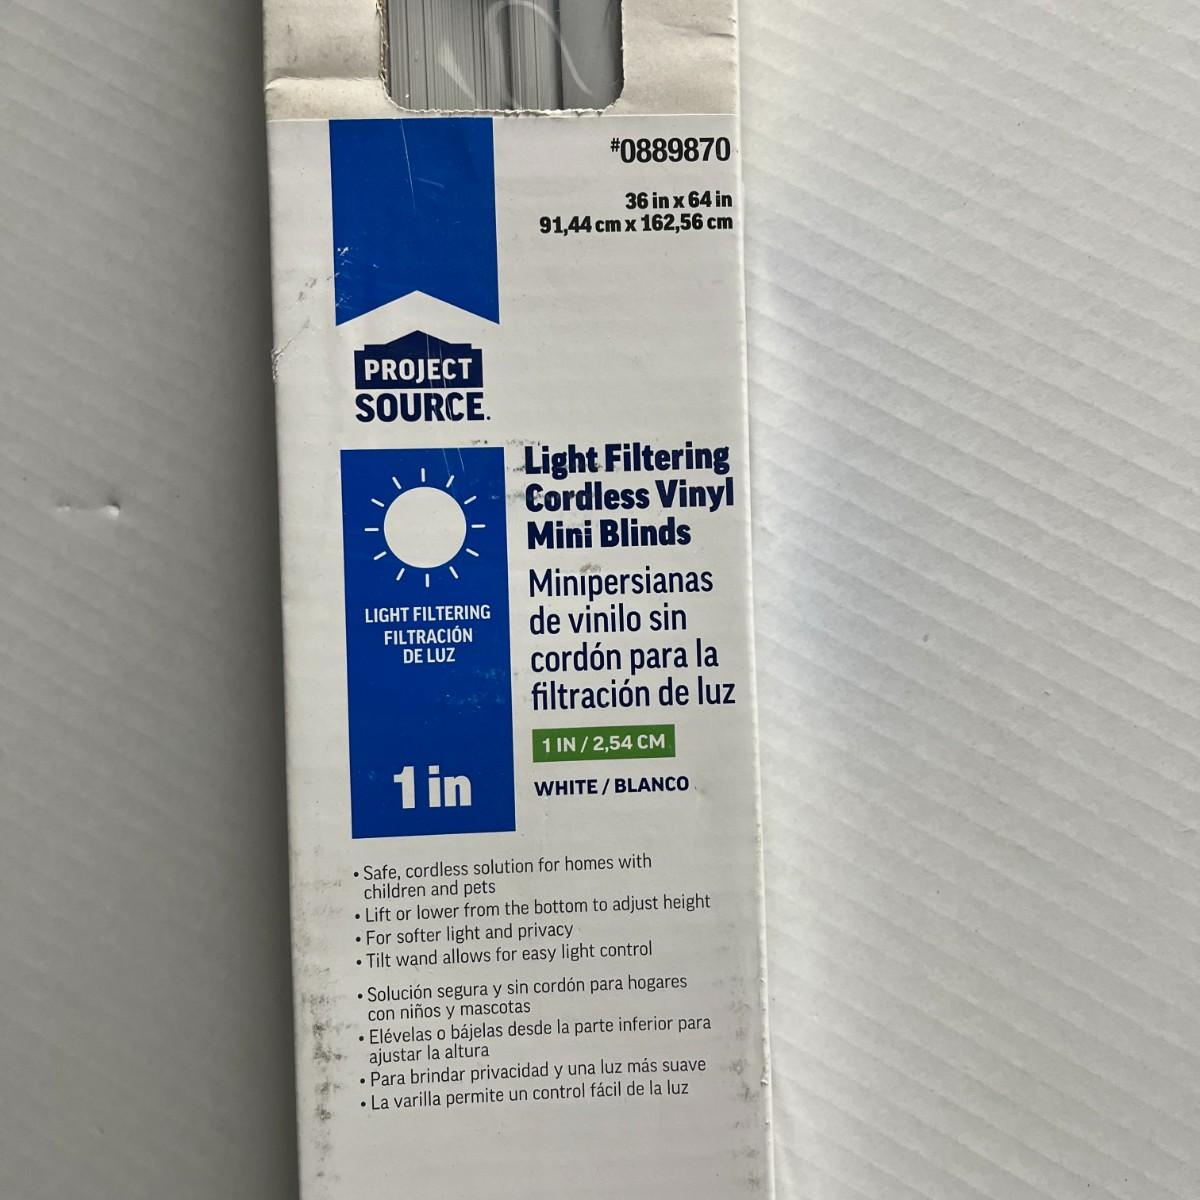 #0889870
36 in x 64 in
91,44 cm x 162,56 cm
PROJECT
SOURCE.
Light Filtering
Cordless Vinyl
Mini Blinds
Minipersianas
de vinilo sin
cordón para la
filtración de luz
1 IN / 2,54 CM
WHITE / BLANCO
LIGHT FILTERING
FILTRACIÓN
DE LUZ
1 in
• Safe, cordless solution for homes with
children and pets
• Lift or lower from the bottom to adjust height
• For softer light and privacy
• Tilt wand allows for easy light control
• Solución segura y sin cordón para hogares
con niños y mascotas
• Elévelas o bájelas desde la parte inferior para
ajustar la altura
• Para brindar privacidad y una luz más suave
• La varilla permite un control fácil de la luz